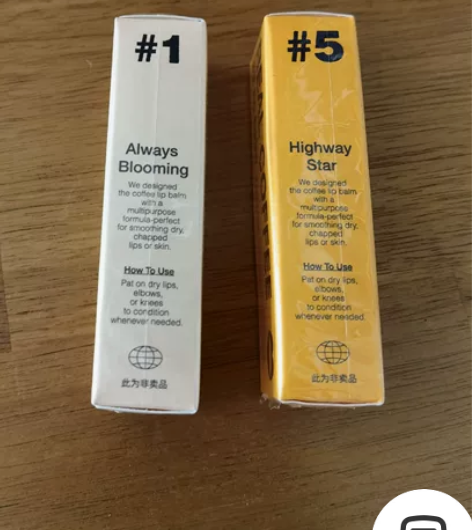 #1
Always
Blooming
We designed
the coffee lip balm
with a
multipurpose
formula-perfect
for smoothing dry,
chapped
lips or skin.
How To Use
Pat on dry lips,
elbows,
or knees
to condition
whenever needed.
此为非卖品
#5
Highway
Star
We designed
the coffee lip balm
with a
multipurpose
formula-perfect
for smoothing dry,
chapped
lips or skin.
How To Use
Pat on dry lips,
elbows,
or knees
to condition
whenever needed.
此为非卖品